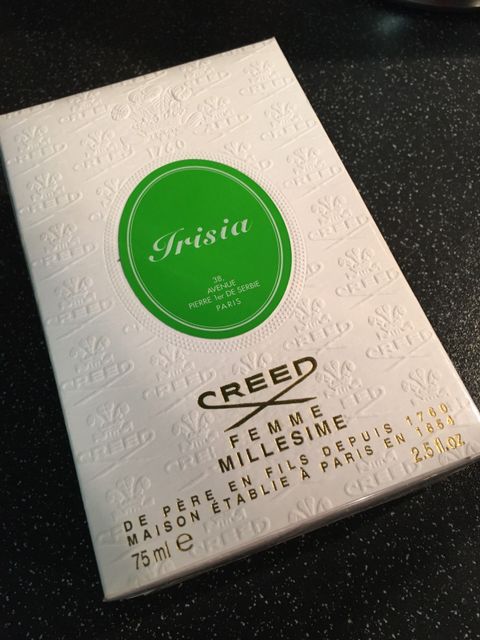 1760
Irisia
38,
AVENUE
PIERRE 1er DE SERBIE
PARIS
CREED
FEMME
MILLESIME
DE PÈRE EN FILS DEPUIS 1760
MAISON ÉTABLIE À PARIS EN 1854
75 ml e 2.5 fl.oz